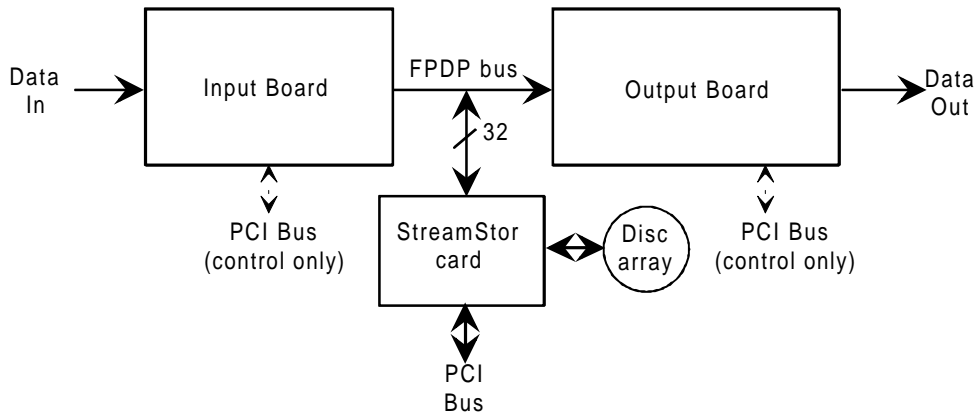 Data
In
Input Board
FPDP bus
Output Board
Data
Out
32
PCI Bus
(control only)
StreamStor
card
Disc
array
PCI Bus
(control only)
PCI
Bus